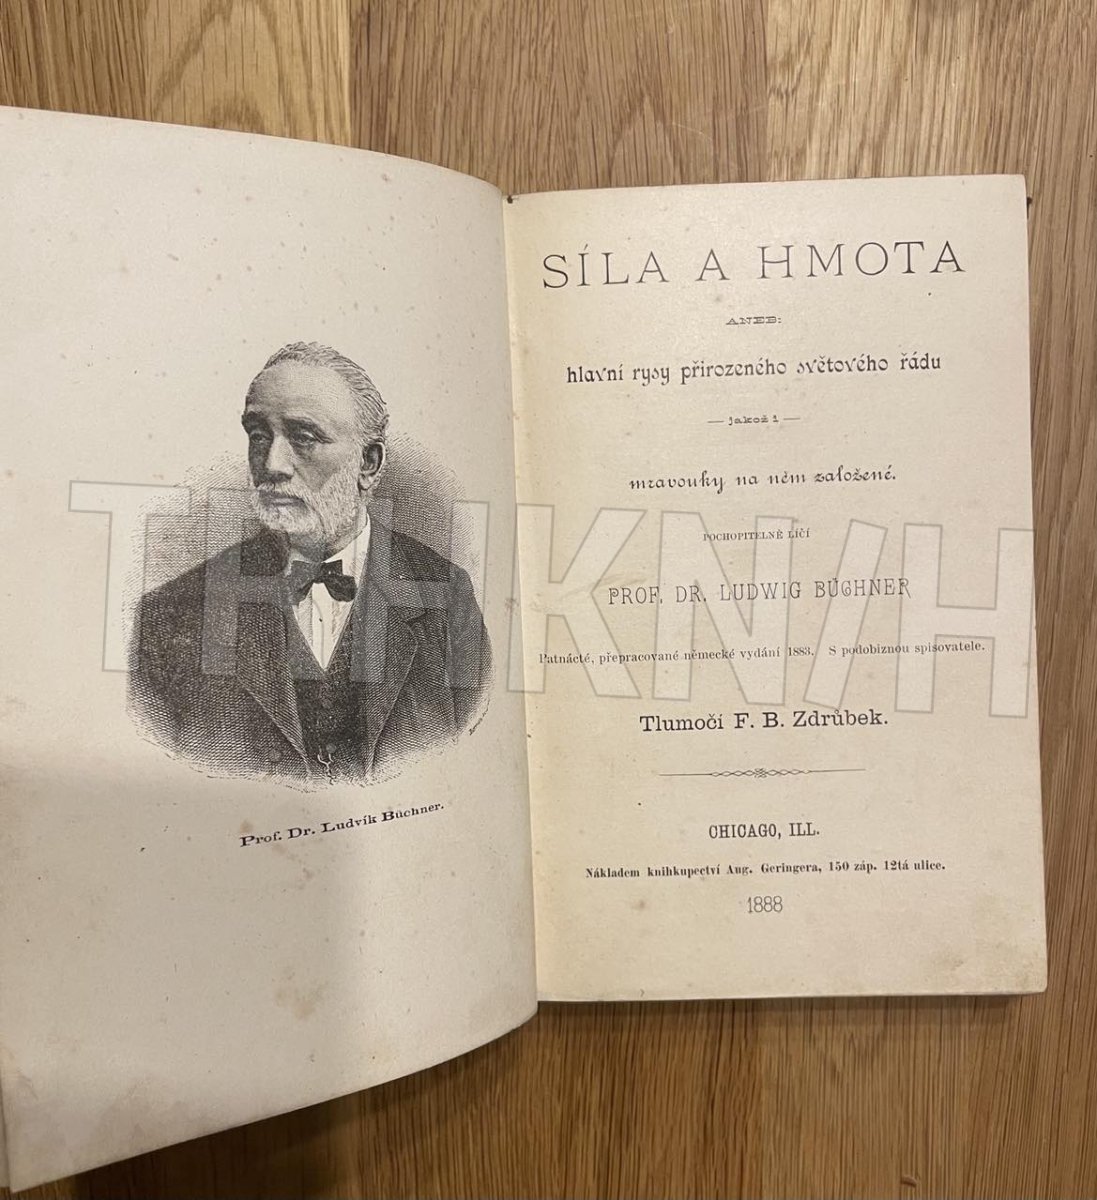 Prof. Dr. Ludvík Büchner.
SÍLA A HMOTA
ANEB:
hlavní rysy přirozeného světového řádu
— jakož i —
mravouky na něm založené.
POCHOPITELNĚ LÍČÍ
PROF. DR. LUDWIG BÜCHNER
Patnácté, přepracované německé vydání 1883. S podobiznou spisovatele.
Tlumočí F. B. Zdrůbek.
CHICAGO, ILL.
Nákladem knihkupectví Aug. Geringera, 150 záp. 12tá ulice.
1888